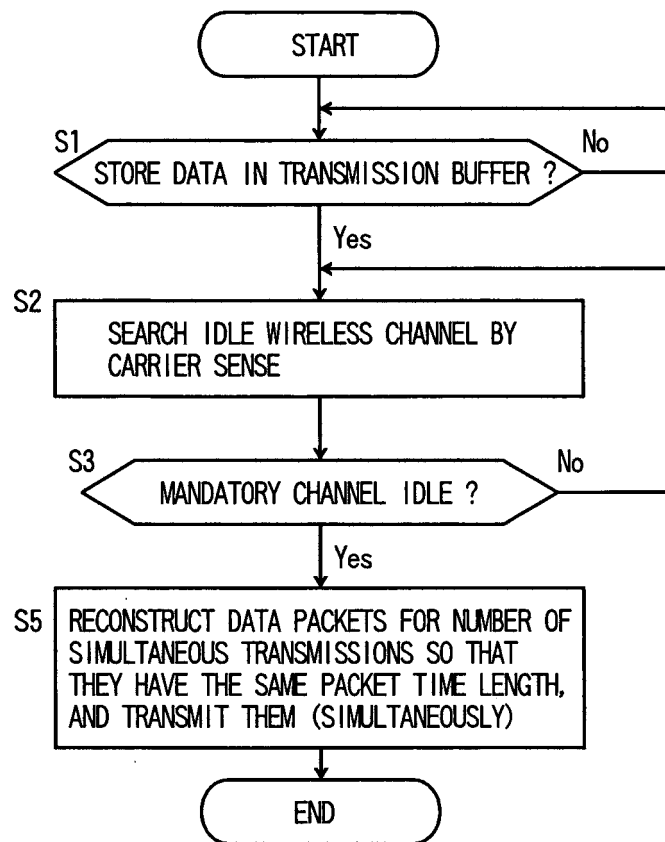 START
S1
No
STORE DATA IN TRANSMISSION BUFFER ?
Yes
S2
SEARCH IDLE WIRELESS CHANNEL BY
CARRIER SENSE
S3
No
MANDATORY CHANNEL IDLE ?
Yes
S5
RECONSTRUCT DATA PACKETS FOR NUMBER OF
SIMULTANEOUS TRANSMISSIONS SO THAT
THEY HAVE THE SAME PACKET TIME LENGTH,
AND TRANSMIT THEM (SIMULTANEOUSLY)
END